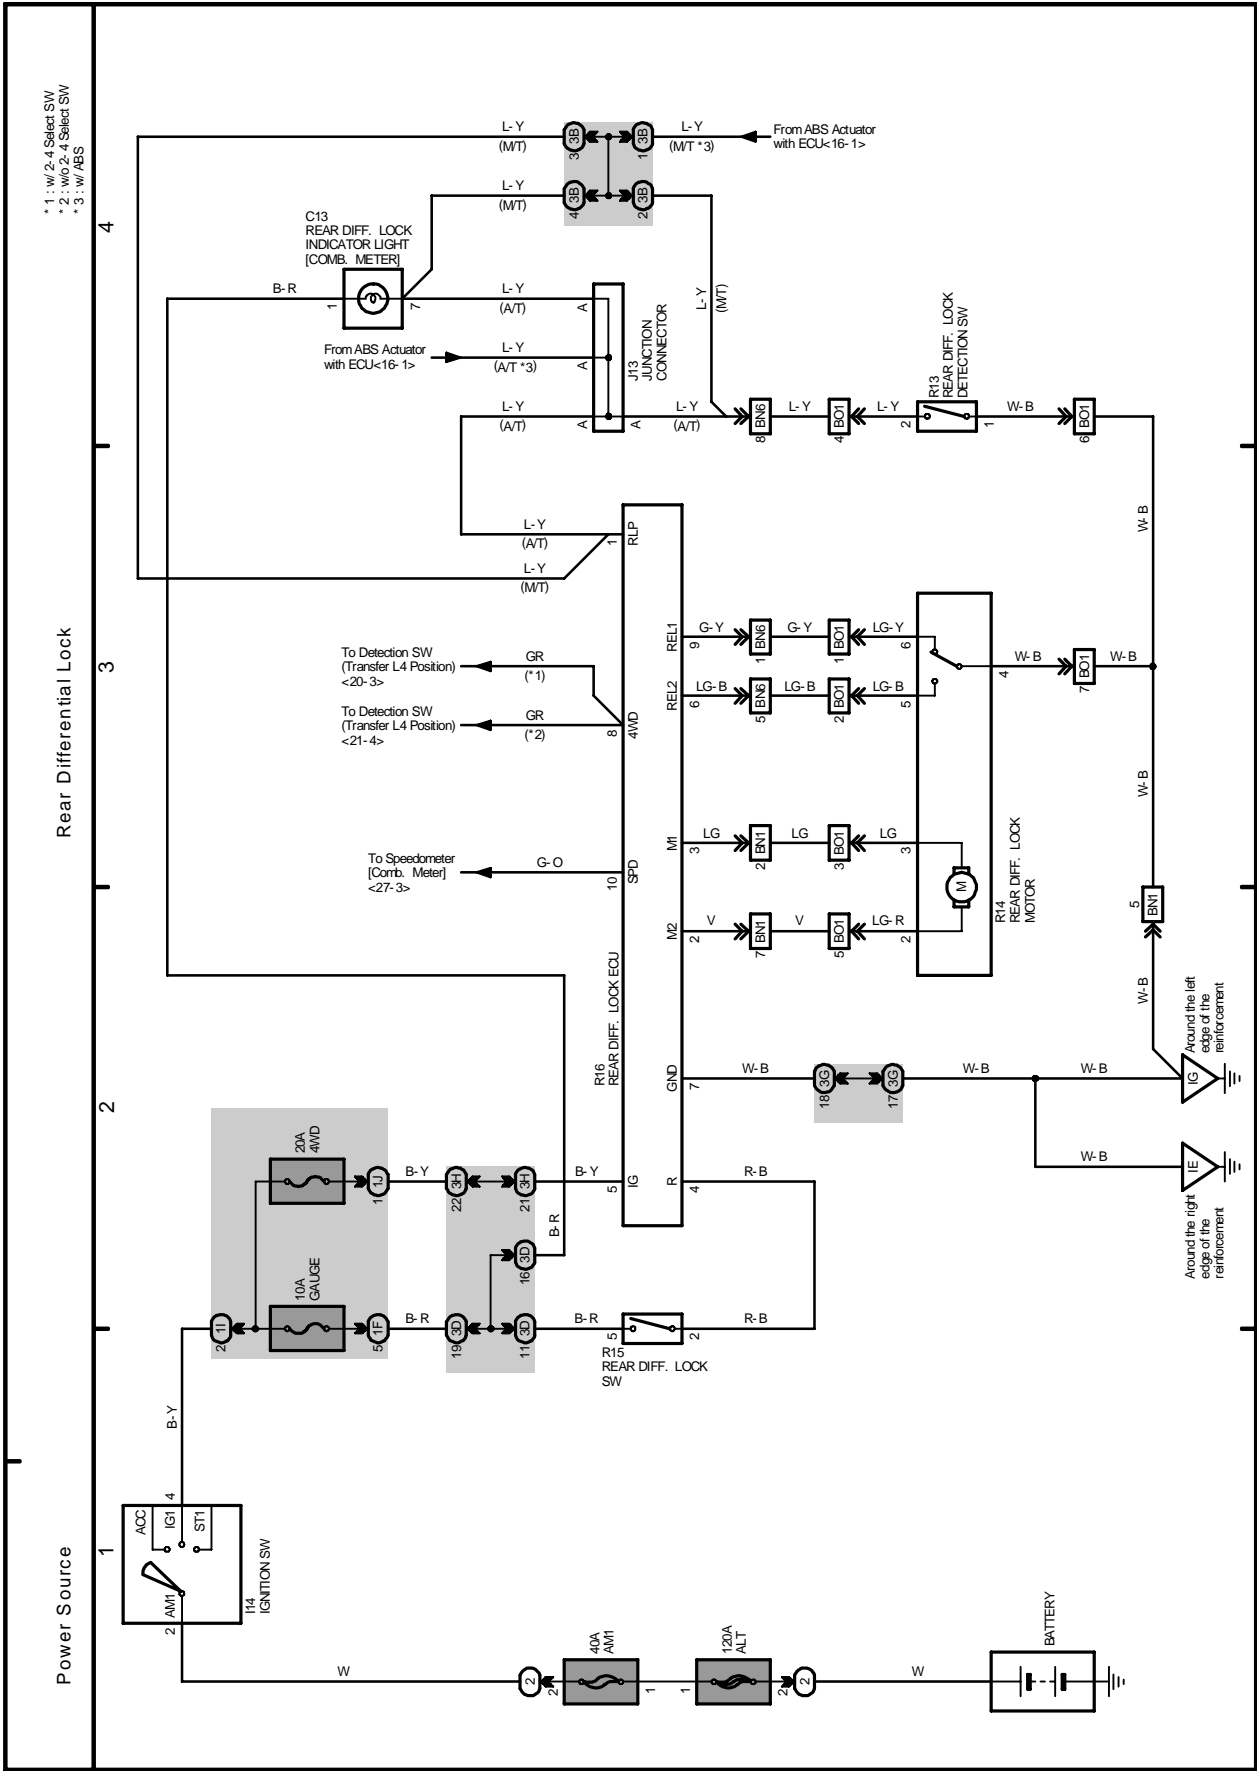 Power Source
Rear Differential Lock
1
2
3
4
* 1 : w/ 2- 4 Select SW
* 2 : w/o 2- 4 Select SW
* 3 : w/ ABS
L- Y
(M/T)
3
3B
1
3B
L- Y
(M/T *3)
From ABS Actuator
with ECU<16- 1>
L- Y
(M/T)
4
3B
2
3B
C13
REAR DIFF. LOCK
INDICATOR LIGHT
[COMB. METER]
B- R
1
7
L- Y
(A/T)
A
From ABS Actuator
with ECU<16- 1>
L- Y
(A/T *3)
A
J13
JUNCTION
CONNECTOR
L- Y
(M/T)
L- Y
(A/T)
A
A
L- Y
(A/T)
8
BN6
L- Y
4
BO1
L- Y
2
R13
REAR DIFF. LOCK
DETECTION SW
1
W- B
6
BO1
W- B
L- Y
(A/T)
1
RLP
L- Y
(M/T)
To Detection SW
(Transfer L4 Position)
<20- 3>
GR
(*1)
To Detection SW
(Transfer L4 Position)
<21- 4>
GR
(*2)
8
4WD
REL1
9
G- Y
1
BN6
G- Y
1
BO1
LG- Y
6
REL2
6
LG- B
5
BN6
LG- B
2
BO1
LG- B
5
4
W- B
7
BO1
W- B
W- B
To Speedometer
[Comb. Meter]
<27- 3>
G- O
10
SPD
M1
3
LG
2
BN1
LG
3
BO1
LG
3
M2
2
V
7
BN1
V
5
BO1
LG- R
2
M
R14
REAR DIFF. LOCK
MOTOR
5
BN1
W- B
R16
REAR DIFF. LOCK ECU
GND
7
W- B
18
3G
17
3G
W- B
W- B
IG
Around the left
edge of the
reinforcement
W- B
IE
Around the right
edge of the
reinforcement
20A
4WD
1
1J
B- Y
22
3H
21
3H
B- Y
5
IG
R
4
R- B
B- R
16
3D
10A
GAUGE
2
1I
5
1F
B- R
19
3D
11
3D
B- R
5
2
R- B
R15
REAR DIFF. LOCK
SW
B- Y
4
ACC
IG1
ST1
AM1
2
I14
IGNITION SW
W
2
2
40A
AM1
1
1
120A
ALT
2
2
W
BATTERY